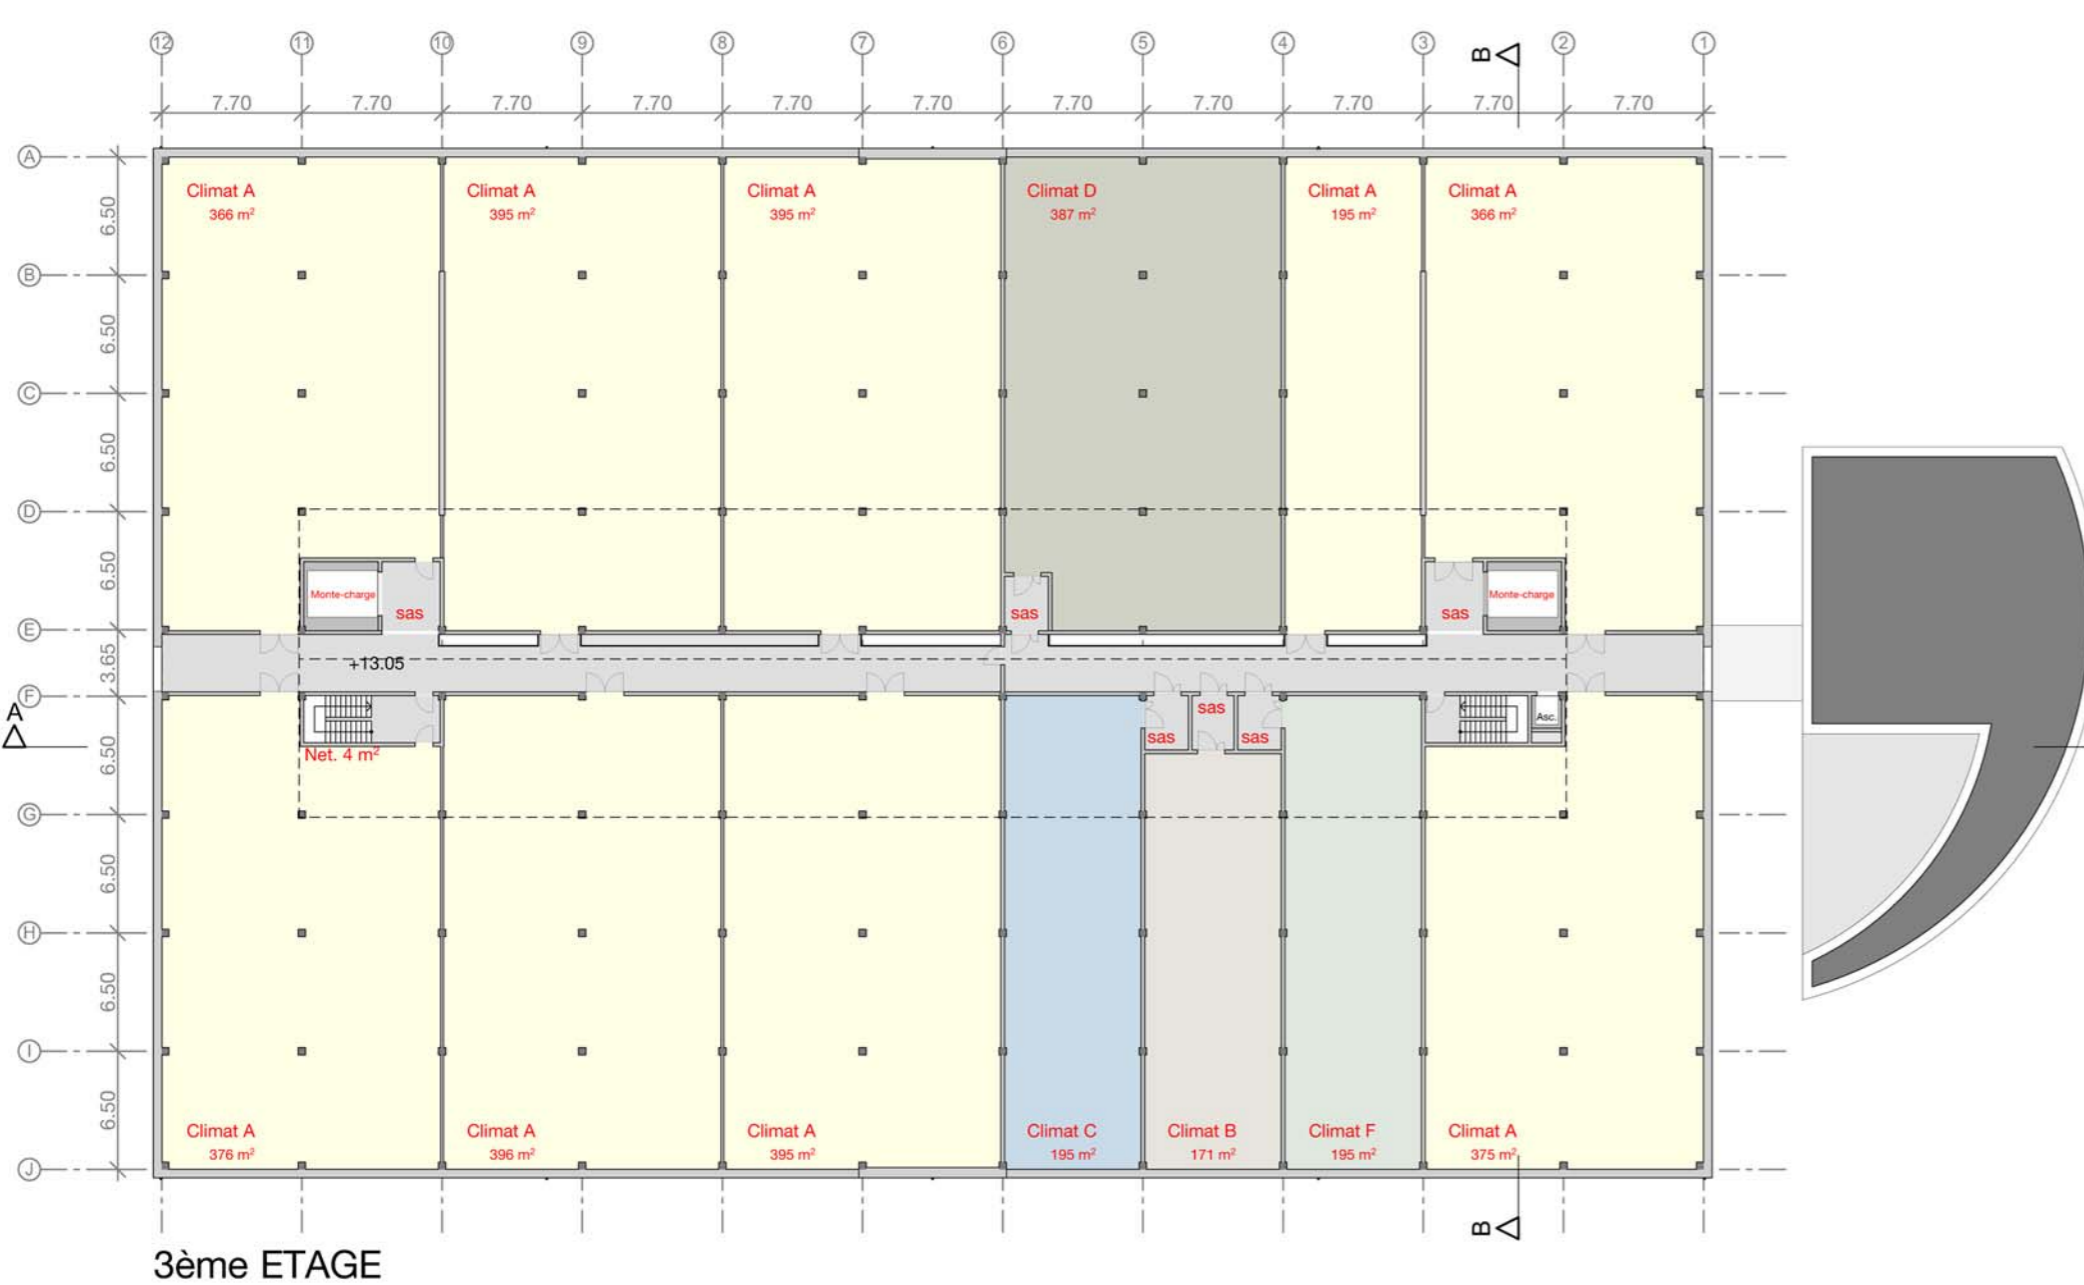 12 11 10 9 8 7 6 5 4 3 2 1
B
7.70 7.70 7.70 7.70 7.70 7.70 7.70 7.70 7.70 7.70 7.70
A
Climat A Climat A Climat A Climat D Climat A Climat A
366 m² 395 m² 395 m² 387 m² 195 m² 366 m²
6.50
B
6.50
C
6.50
D
6.50
Monte-charge Monte-charge
sas sas sas
E
3.65
+13.05
F
A
sas
Asc.
sas sas
Net. 4 m²
6.50
G
6.50
H
6.50
I
6.50
Climat A Climat A Climat A Climat C Climat B Climat F Climat A
376 m² 396 m² 395 m² 195 m² 171 m² 195 m² 375 m²
J
B
3ème ETAGE